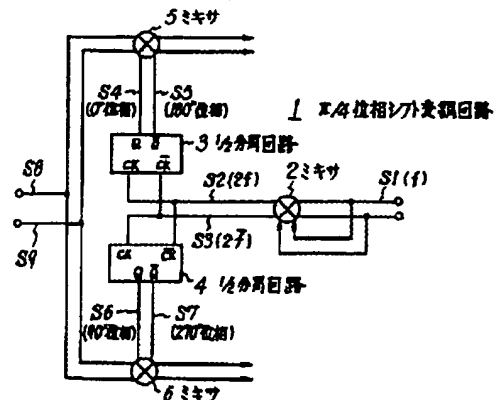 5 ミキサ
S4
(0°位相)
S5
(180°位相)
1 π/4位相シフト変調回路
Q Q̅
3 1/2分周回路
CK C̅K̅
S8
S2(2f)
2 ミキサ
S1(f)
S9
S3(2f̅)
CK C̅K̅
Q Q̅
4 1/2分周回路
S6
(90°位相)
S7
(270°位相)
6 ミキサ